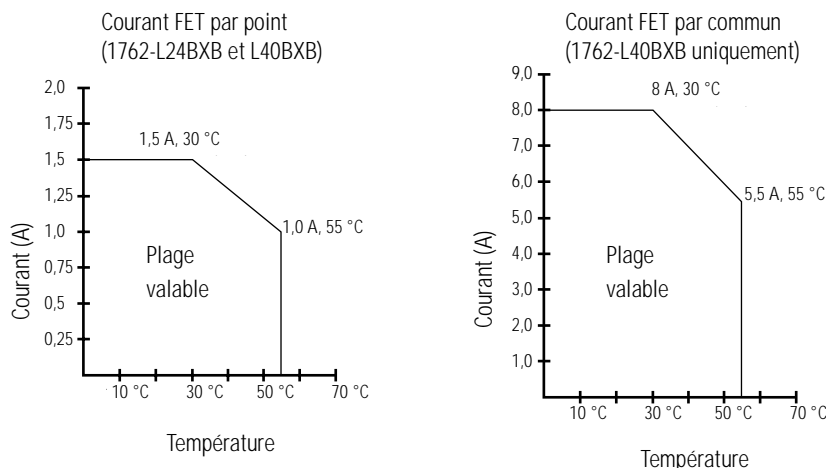 Courant FET par point
(1762-L24BXB et L40BXB)
2,0
1,75
1,5
1,0
0,75
0,5
0,25
1,5 A, 30 °C
1,0 A, 55 °C
Plage
valable
Courant (A)
10 °C
30 °C
50 °C
70 °C
Température
Courant FET par commun
(1762-L40BXB uniquement)
9,0
8,0
7,0
6,0
5,0
4,0
3,0
2,0
1,0
8 A, 30 °C
5,5 A, 55 °C
Plage
valable
Courant (A)
10 °C
30 °C
50 °C
70 °C
Température